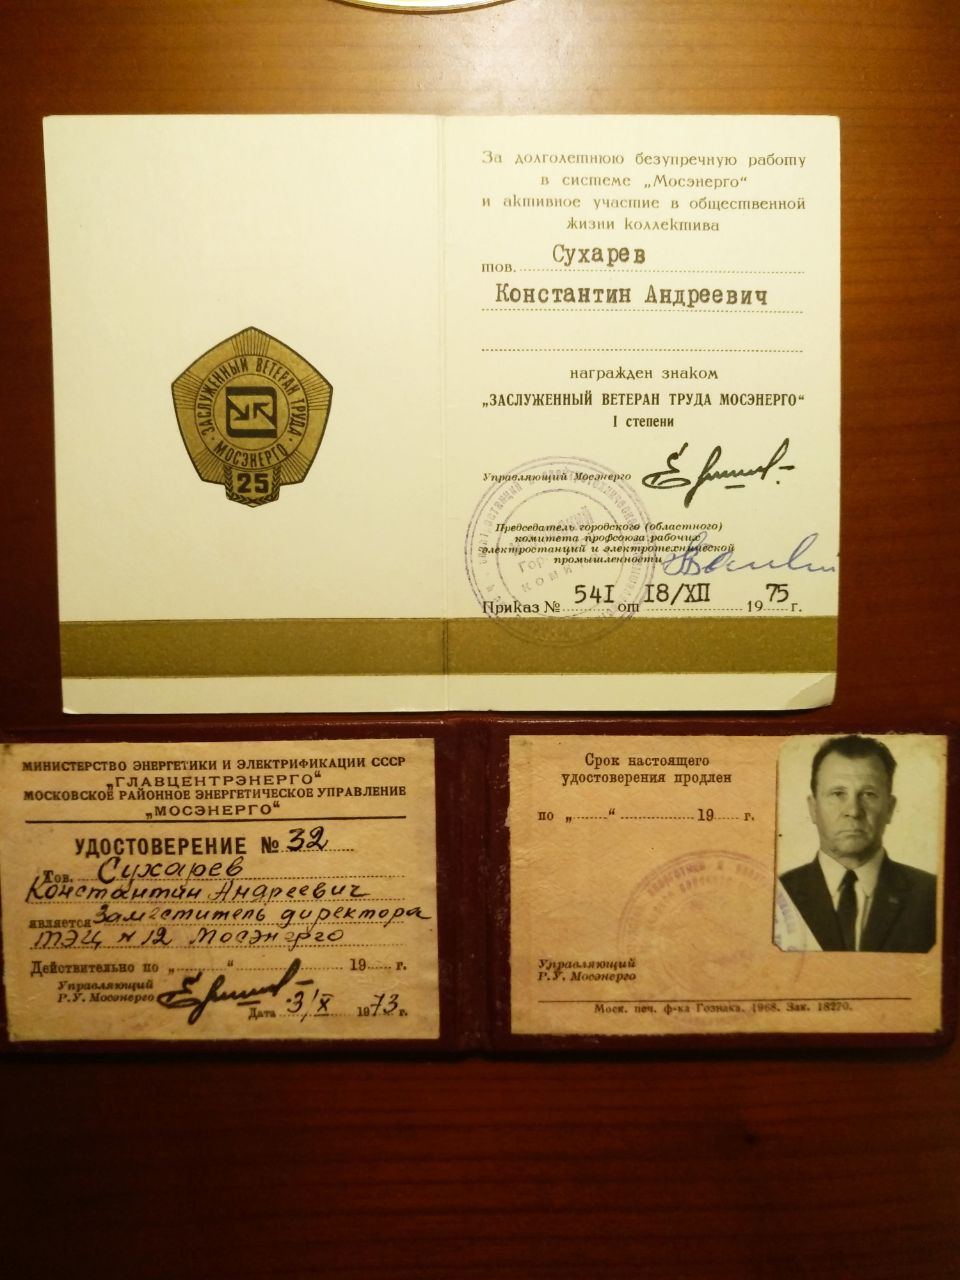 ЗАСЛУЖЕННЫЙ ВЕТЕРАН ТРУДА
МОСЭНЕРГО
25
За долголетнюю безупречную работу
в системе „Мосэнерго“
и активное участие в общественной
жизни коллектива
тов. Сухарев
Константин Андреевич
награжден знаком
„ЗАСЛУЖЕННЫЙ ВЕТЕРАН ТРУДА МОСЭНЕРГО“
I степени
Управляющий Мосэнерго
Председатель городского (областного)
комитета профсоюза рабочих
электростанций и электротехнической
промышленности
Приказ № 541 от 18/XII 1975 г.
МИНИСТЕРСТВО ЭНЕРГЕТИКИ И ЭЛЕКТРИФИКАЦИИ СССР
„ГЛАВЦЕНТРЭНЕРГО“
МОСКОВСКОЕ РАЙОННОЕ ЭНЕРГЕТИЧЕСКОЕ УПРАВЛЕНИЕ
„МОСЭНЕРГО“
УДОСТОВЕРЕНИЕ № 32
Тов. Сухарев
Константин Андреевич
является Заместитель директора
ТЭЦ № 12 Мосэнерго
Действительно по „ “ 19 г.
Управляющий
Р.У. Мосэнерго
Дата 3/X 1973 г.
Срок настоящего
удостоверения продлен
по „ “ 19 г.
Управляющий
Р.У. Мосэнерго
Моск. печ. ф-ка Гознака. 1968. Зак. 18270.